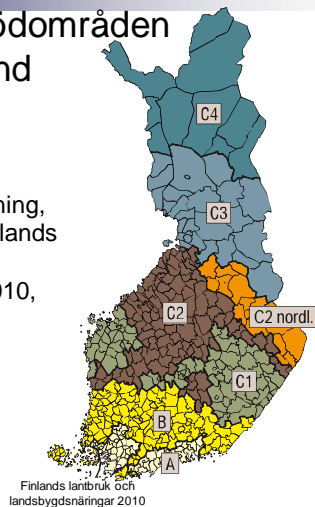 ödområden
nd
ning,
lands
010,
C4
C3
C2
C2 nordl.
C1
B
A
Finlands lantbruk och
landsbygdsnäringar 2010